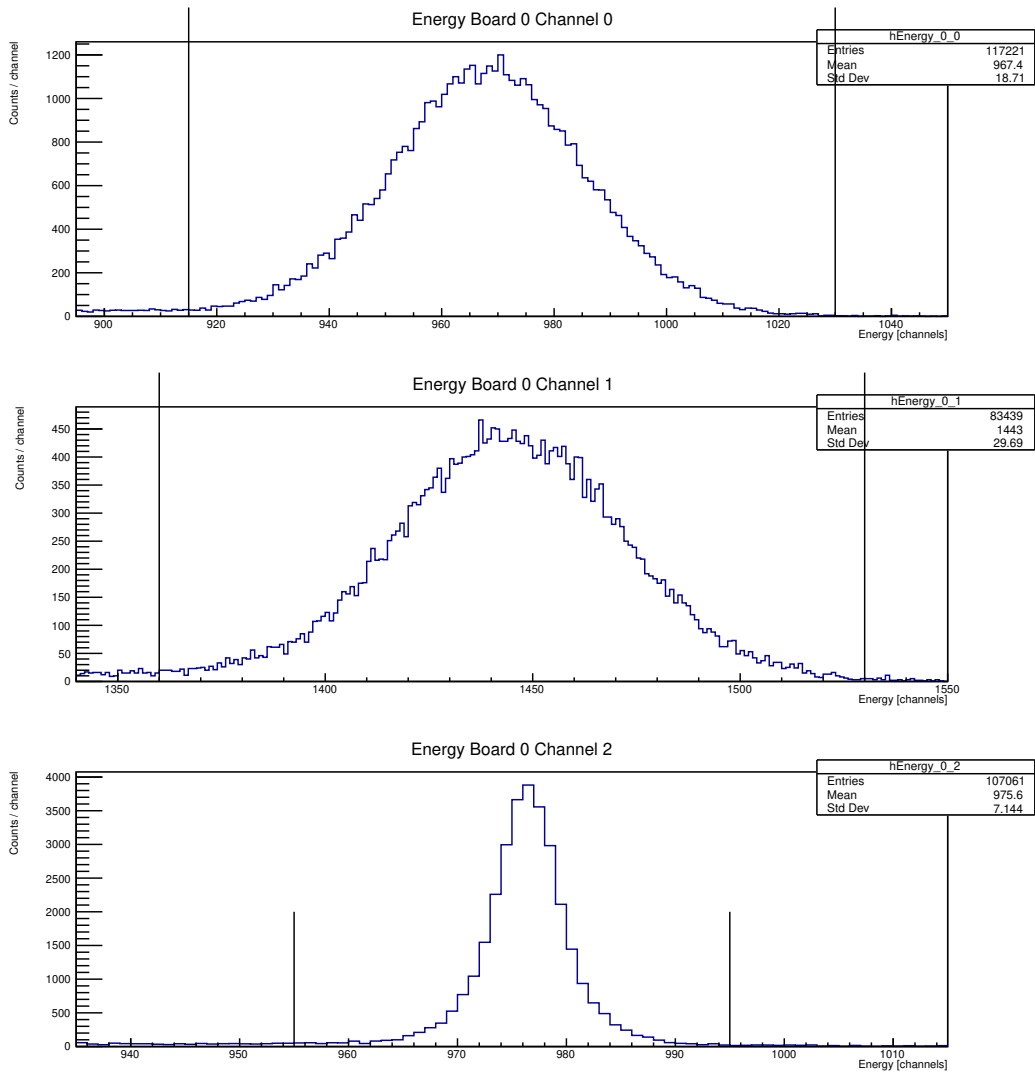 Energy Board 0 Channel 0
hEnergy_0_0
Entries 117221
Mean 967.4
Std Dev 18.71
Counts / channel
1200
1000
800
600
400
200
0
900 920 940 960 980 1000 1020 1040
Energy [channels]
Energy Board 0 Channel 1
hEnergy_0_1
Entries 83439
Mean 1443
Std Dev 29.69
Counts / channel
450
400
350
300
250
200
150
100
50
0
1350 1400 1450 1500 1550
Energy [channels]
Energy Board 0 Channel 2
hEnergy_0_2
Entries 107061
Mean 975.6
Std Dev 7.144
Counts / channel
4000
3500
3000
2500
2000
1500
1000
500
0
940 950 960 970 980 990 1000 1010
Energy [channels]